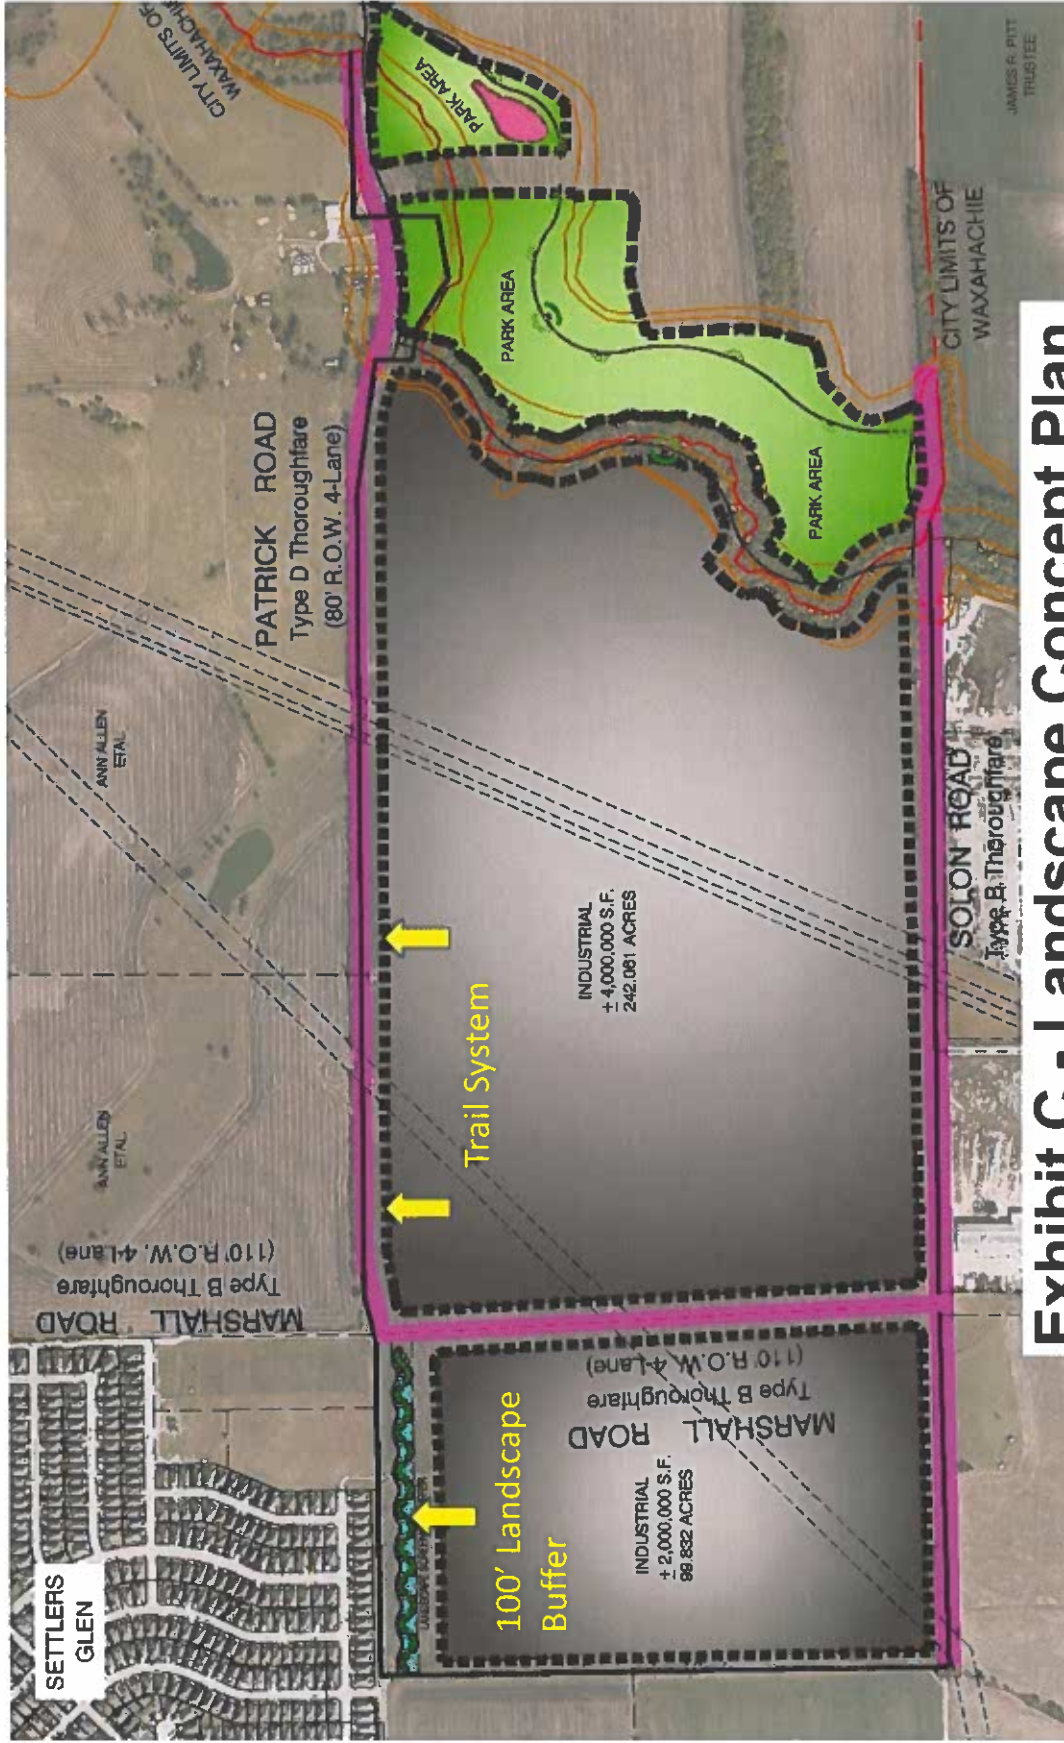 SETTLERS
GLEN
MARSHALL ROAD
Type B Thoroughfare
(110' R.O.W. 4-Lane)
ANN ALLEN
ETAL
ANN ALLEN
ETAL
PATRICK ROAD
Type D Thoroughfare
(80' R.O.W. 4-Lane)
CITY LIMITS OF
WAXAHACHIE
PARK AREA
PARK AREA
PARK AREA
100' Landscape
Buffer
Trail System
MARSHALL ROAD
Type B Thoroughfare
(110' R.O.W. 4-Lane)
INDUSTRIAL
± 2,000,000 S.F.
99.832 ACRES
INDUSTRIAL
± 4,000,000 S.F.
242.081 ACRES
SOLON ROAD
Type B Thoroughfare
CITY LIMITS OF
WAXAHACHIE
JAMES R. PITT
TRUSTEE
Exhibit C - Landscape Concept Plan